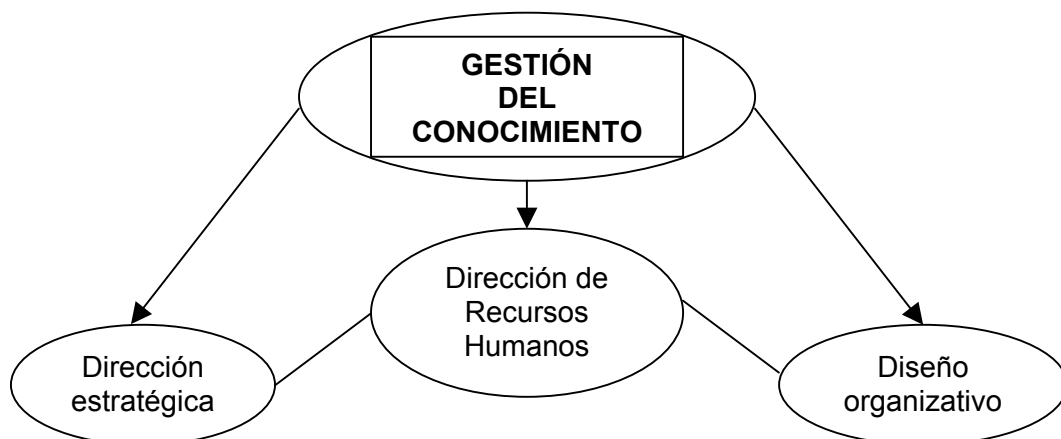 GESTIÓN
DEL
CONOCIMIENTO
Dirección de
Recursos
Humanos
Dirección
estratégica
Diseño
organizativo